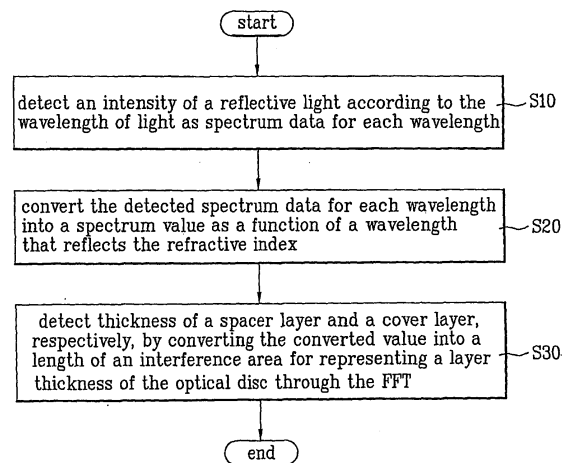 start
detect an intensity of a reflective light according to the
wavelength of light as spectrum data for each wavelength
S10
convert the detected spectrum data for each wavelength
into a spectrum value as a function of a wavelength
that reflects the refractive index
S20
detect thickness of a spacer layer and a cover layer,
respectively, by converting the converted value into a
length of an interference area for representing a layer
thickness of the optical disc through the FFT
S30
end